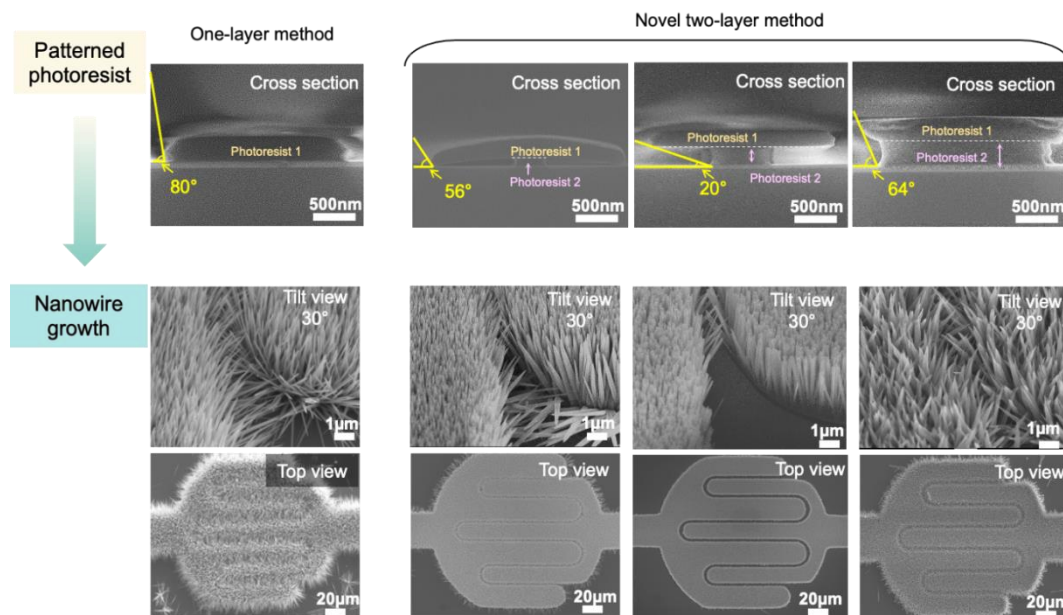 One-layer method
Novel two-layer method
Patterned
photoresist
Cross section
Photoresist 1
80°
500nm
Cross section
Photoresist 1
Photoresist 2
56°
500nm
Cross section
Photoresist 1
Photoresist 2
20°
500nm
Cross section
Photoresist 1
Photoresist 2
64°
500nm
Nanowire
growth
Tilt view
30°
1μm
Tilt view
30°
1μm
Tilt view
30°
1μm
Tilt view
30°
1μm
Top view
20μm
Top view
20μm
Top view
20μm
Top view
20μm